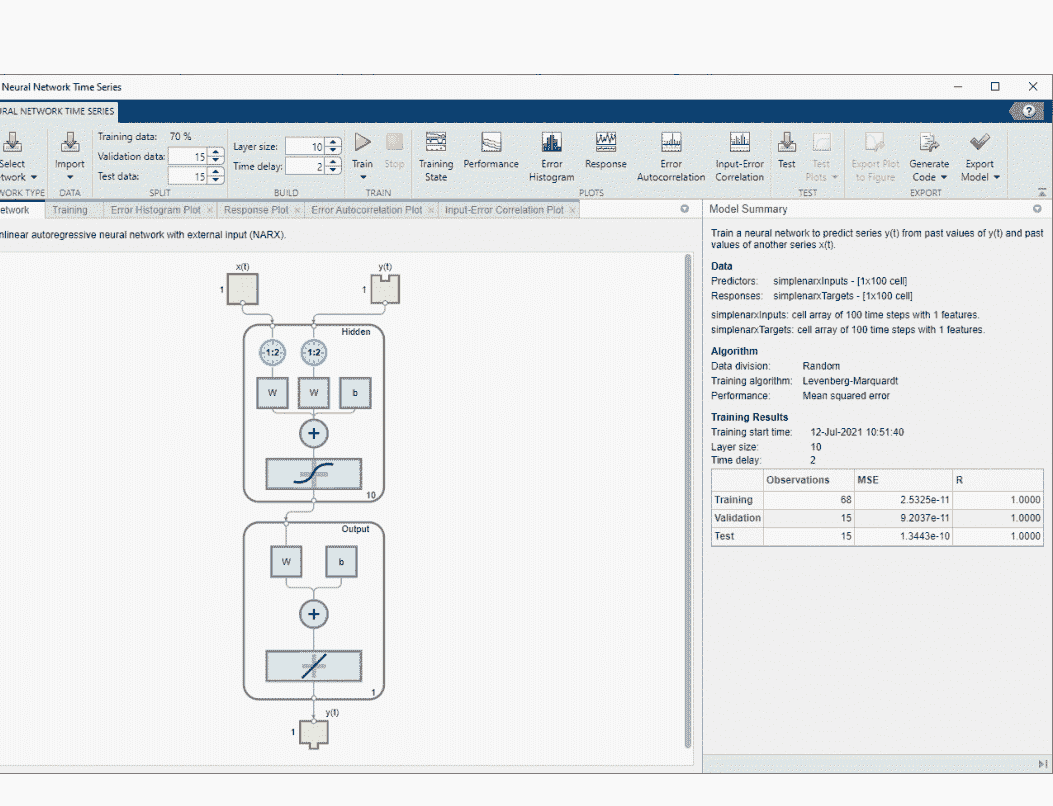 Neural Network Time Series
RAL NETWORK TIME SERIES
Training data: 70 %
Validation data: 15
Test data: 15
Layer size: 10
Time delay: 2
Select
twork
Import
Train
Stop
Training
State
Performance
Error
Histogram
Response
Error
Autocorrelation
Input-Error
Correlation
Test
Test
Plots
Export Plot
to Figure
Generate
Code
Export
Model
WORK TYPE DATA SPLIT BUILD TRAIN PLOTS TEST EXPORT
etwork Training Error Histogram Plot × Response Plot × Error Autocorrelation Plot × Input-Error Correlation Plot ×
nlinear autoregressive neural network with external input (NARX).
x(t) y(t)
1 1
Hidden
1:2 1:2
W W b
+
10
Output
W b
+
1
y(t)
1
Model Summary
Train a neural network to predict series y(t) from past values of y(t) and past
values of another series x(t).
Data
Predictors: simplenarxInputs - [1x100 cell]
Responses: simplenarxTargets - [1x100 cell]
simplenarxInputs: cell array of 100 time steps with 1 features.
simplenarxTargets: cell array of 100 time steps with 1 features.
Algorithm
Data division: Random
Training algorithm: Levenberg-Marquardt
Performance: Mean squared error
Training Results
Training start time: 12-Jul-2021 10:51:40
Layer size: 10
Time delay: 2
Observations MSE R
Training 68 2.5325e-11 1.0000
Validation 15 9.2037e-11 1.0000
Test 15 1.3443e-10 1.0000